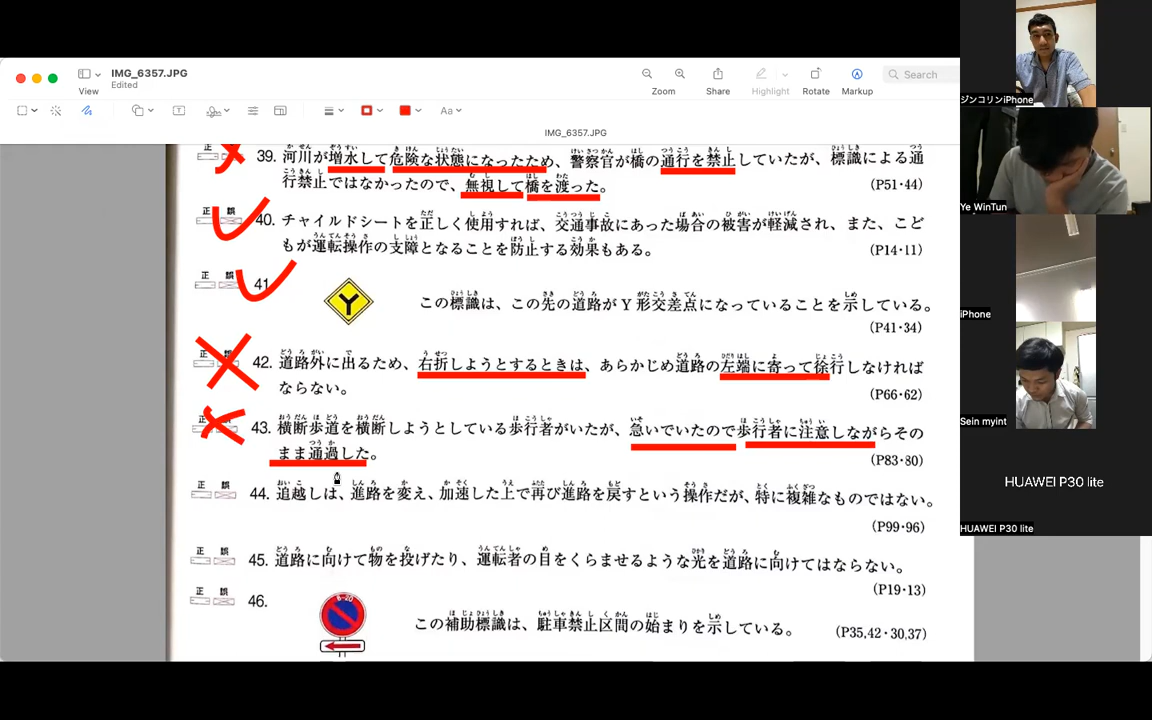 IMG_6357.JPG
Edited
View
Zoom
Share
Highlight
Rotate
Markup
Search
Aa
IMG_6357.JPG
正 誤 39. 河川が増水して危険な状態になったため、警察官が橋の通行を禁止していたが、標識による通
行禁止ではなかったので、無視して橋を渡った。
(P51・44)
正 誤 40. チャイルドシートを正しく使用すれば、交通事故にあった場合の被害が軽減され、また、こど
もが運転操作の支障となることを防止する効果もある。
(P14・11)
正 誤 41
Y
この標識は、この先の道路がY形交差点になっていることを示している。
(P41・34)
正 誤 42. 道路外に出るため、右折しようとするときは、あらかじめ道路の左端に寄って徐行しなければ
ならない。
(P66・62)
43. 横断歩道を横断しようとしている歩行者がいたが、急いでいたので歩行者に注意しながらその
まま通過した。
(P83・80)
正 誤 44. 追越しは、進路を変え、加速した上で再び進路を戻すという操作だが、特に複雑なものではない。
(P99・96)
正 誤 45. 道路に向けて物を投げたり、運転者の目をくらませるような光を道路に向けてはならない。
(P19・13)
正 誤 46.
8-20
この補助標識は、駐車禁止区間の始まりを示している。
(P35,42・30,37)
ジンコリンiPhone
Ye WinTun
iPhone
Sein myint
HUAWEI P30 lite
HUAWEI P30 lite